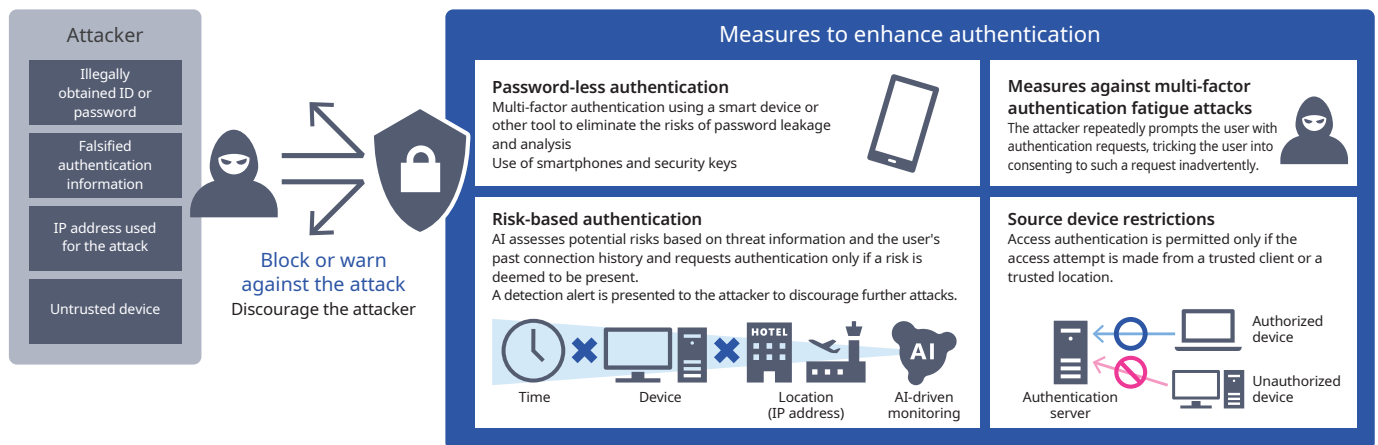 Attacker
Illegally
obtained ID or
password
Falsified
authentication
information
IP address used
for the attack
Untrusted device
Block or warn
against the attack
Discourage the attacker
Measures to enhance authentication
Password-less authentication
Multi-factor authentication using a smart device or
other tool to eliminate the risks of password leakage
and analysis
Use of smartphones and security keys
Measures against multi-factor
authentication fatigue attacks
The attacker repeatedly prompts the user with
authentication requests, tricking the user into
consenting to such a request inadvertently.
Risk-based authentication
AI assesses potential risks based on threat information and the user's
past connection history and requests authentication only if a risk is
deemed to be present.
A detection alert is presented to the attacker to discourage further attacks.
HOTEL
AI
Time
Device
Location
(IP address)
AI-driven
monitoring
Source device restrictions
Access authentication is permitted only if the
access attempt is made from a trusted client or a
trusted location.
Authorized
device
Unauthorized
device
Authentication
server